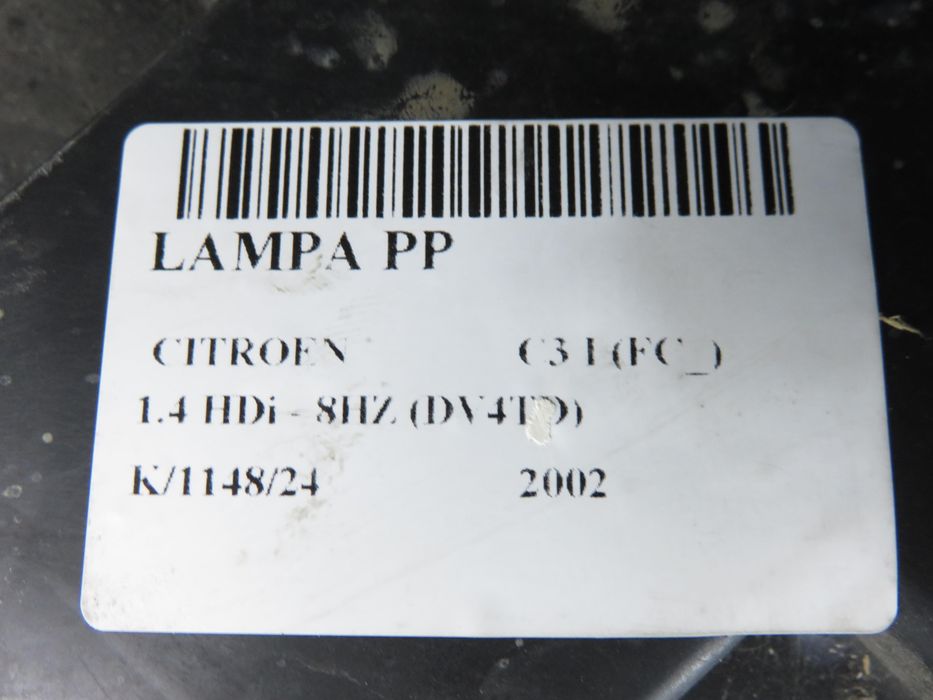 LAMPA PP
CITROEN C3 I (FC_)
1.4 HDi - 8HZ (DV4TD)
K/1148/24 2002